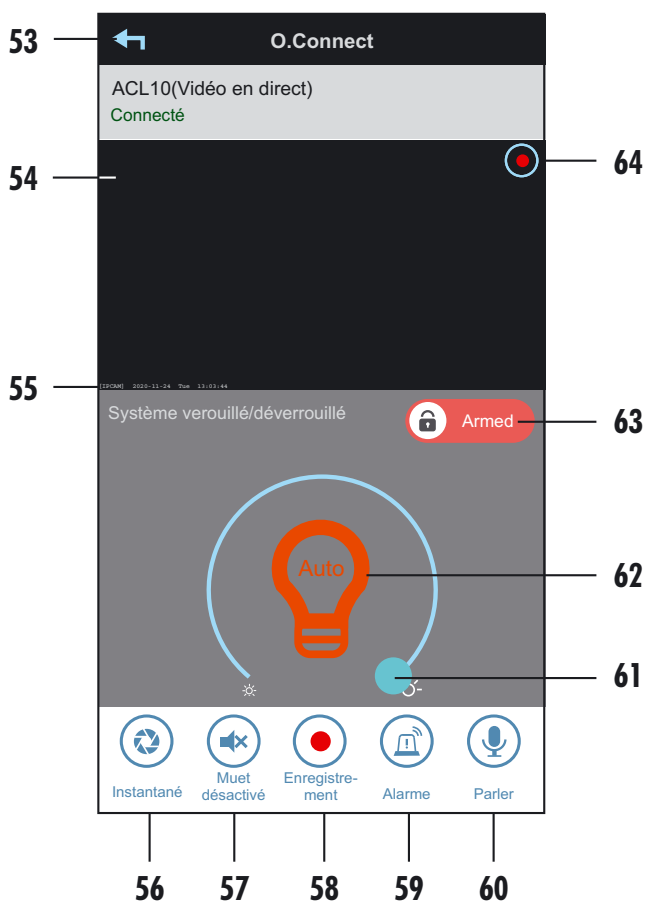 53
O.Connect
ACL10(Vidéo en direct)
Connecté
54
64
55
[IPCAM] 2020-11-24 Tue 13:03:44
Système verouillé/déverrouillé
Armed
63
Auto
62
61
Instantané
Muet
désactivé
Enregistre-
ment
Alarme
Parler
56
57
58
59
60